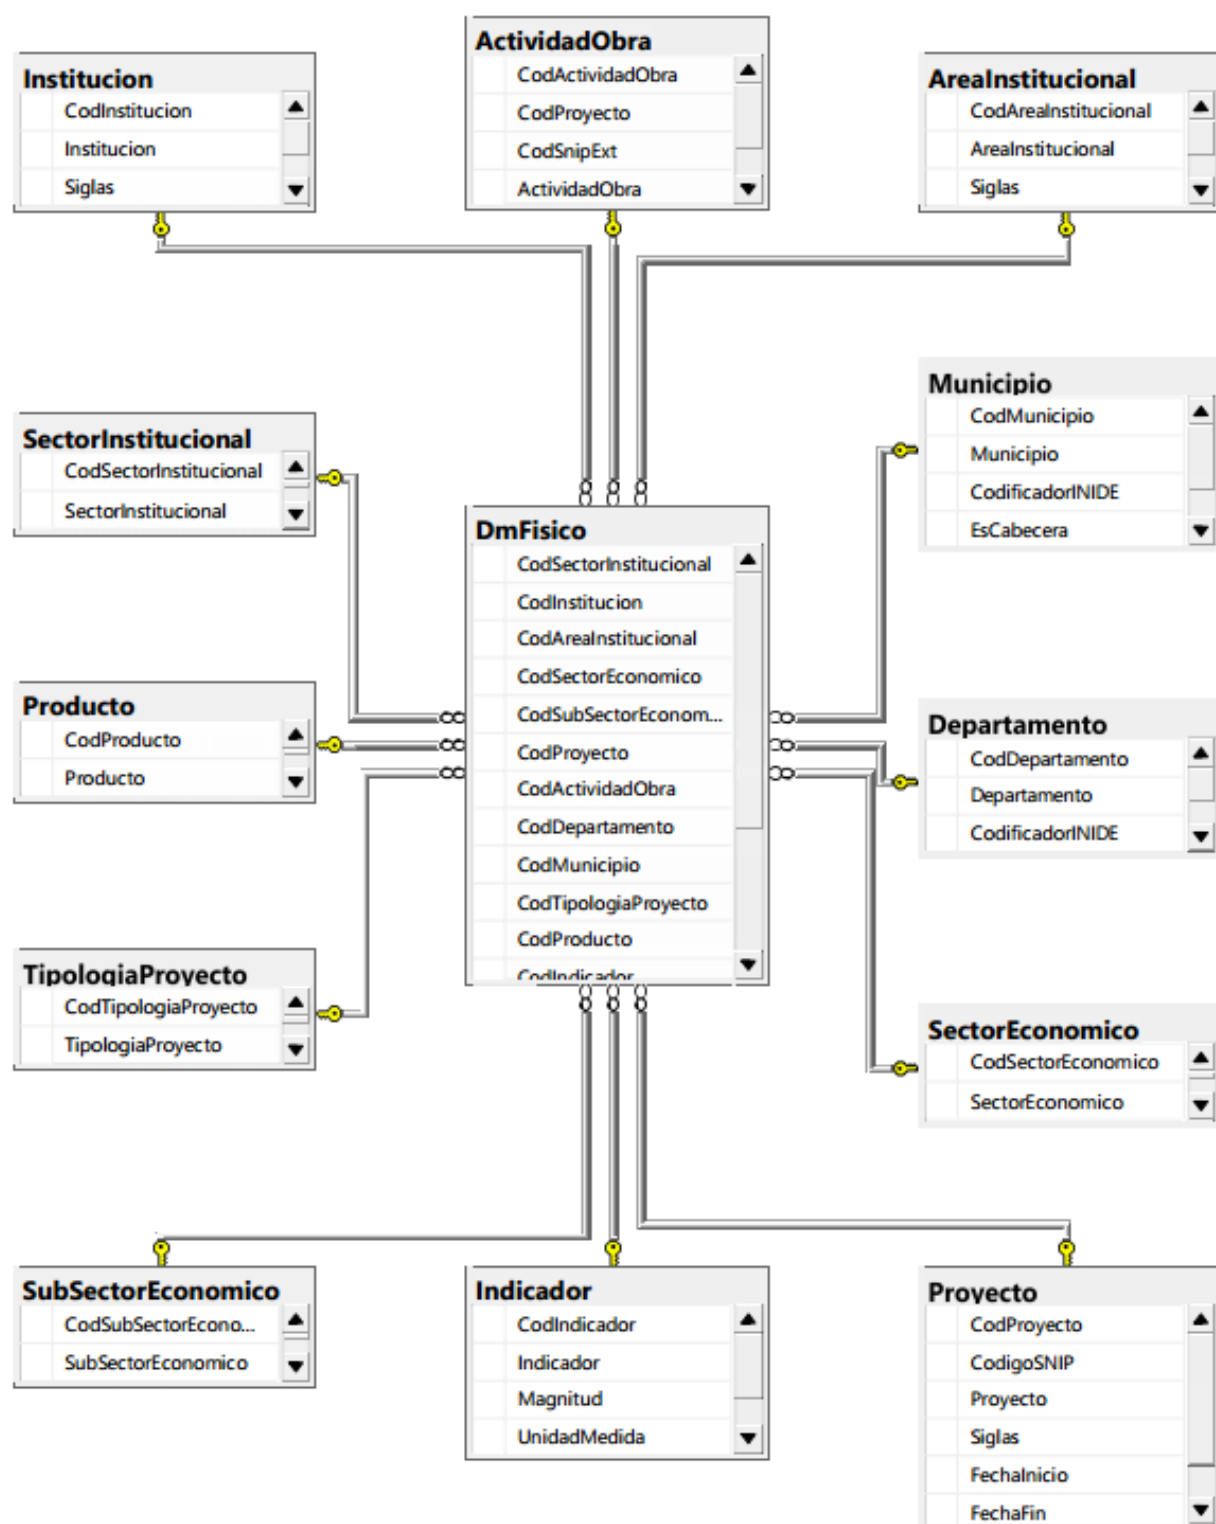 ActividadObra
CodActividadObra
CodProyecto
CodSnipExt
ActividadObra
Institucion
CodInstitucion
Institucion
Siglas
AreaInstitucional
CodAreaInstitucional
AreaInstitucional
Siglas
Municipio
CodMunicipio
Municipio
CodificadorINIDE
EsCabecera
SectorInstitucional
CodSectorInstitucional
SectorInstitucional
DmFisico
CodSectorInstitucional
CodInstitucion
CodAreaInstitucional
CodSectorEconomico
CodSubSectorEconom...
CodProyecto
CodActividadObra
CodDepartamento
CodMunicipio
CodTipologiaProyecto
CodProducto
CodIndicador
Producto
CodProducto
Producto
Departamento
CodDepartamento
Departamento
CodificadorINIDE
TipologiaProyecto
CodTipologiaProyecto
TipologiaProyecto
SectorEconomico
CodSectorEconomico
SectorEconomico
SubSectorEconomico
CodSubSectorEcono...
SubSectorEconomico
Indicador
CodIndicador
Indicador
Magnitud
UnidadMedida
Proyecto
CodProyecto
CodigoSNIP
Proyecto
Siglas
FechaInicio
FechaFin